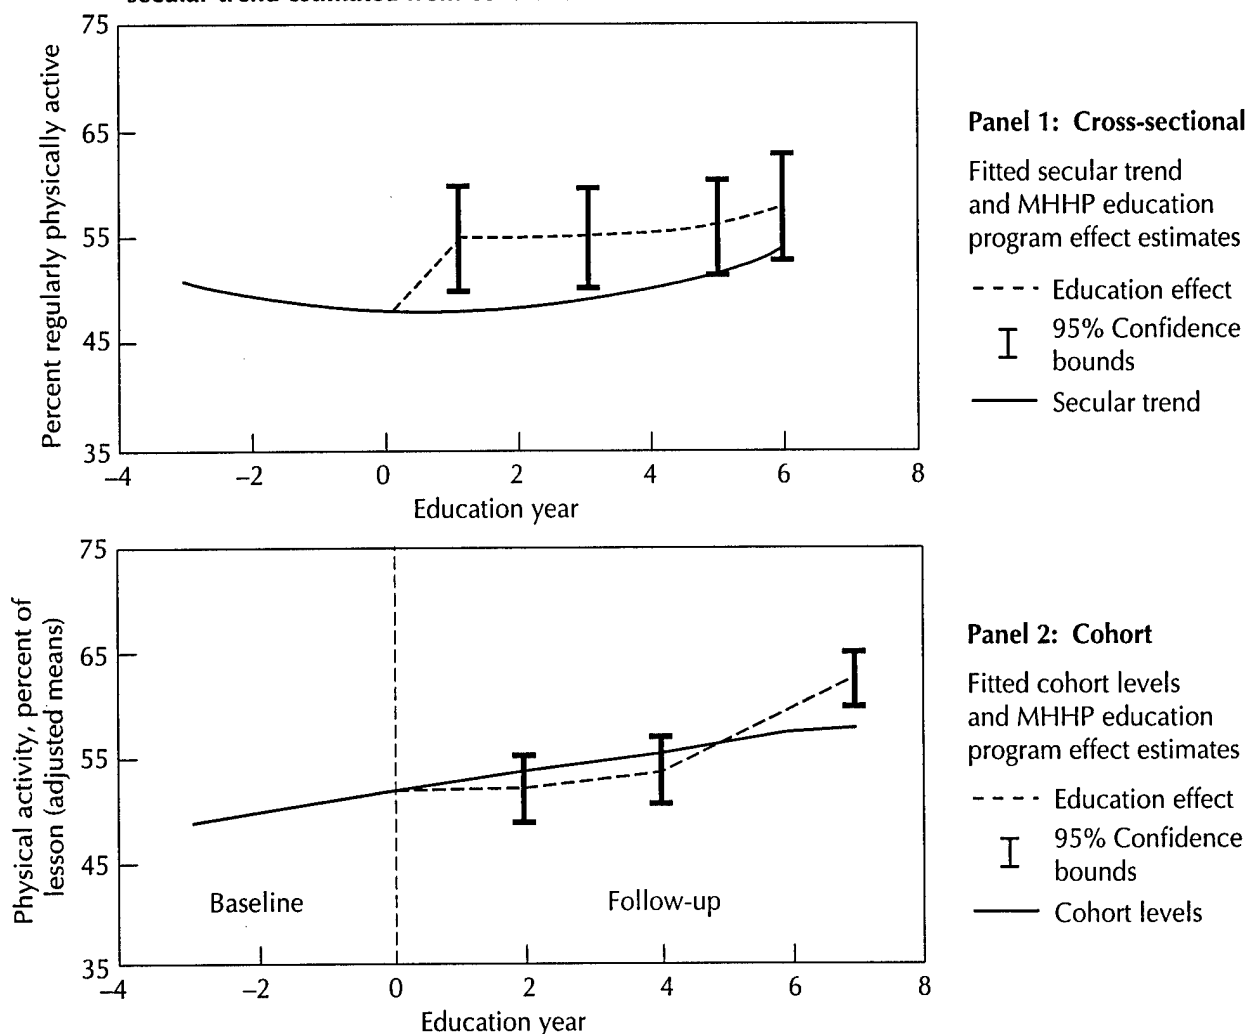 secular trend estimated from
75
65
55
45
35
Percent regularly physically active
–4
–2
0
2
4
6
8
Education year
Panel 1: Cross-sectional
Fitted secular trend
and MHHP education
program effect estimates
Education effect
95% Confidence
bounds
Secular trend
75
65
55
45
35
Physical activity, percent of
lesson (adjusted means)
Baseline
Follow-up
–4
–2
0
2
4
6
8
Education year
Panel 2: Cohort
Fitted cohort levels
and MHHP education
program effect estimates
Education effect
95% Confidence
bounds
Cohort levels